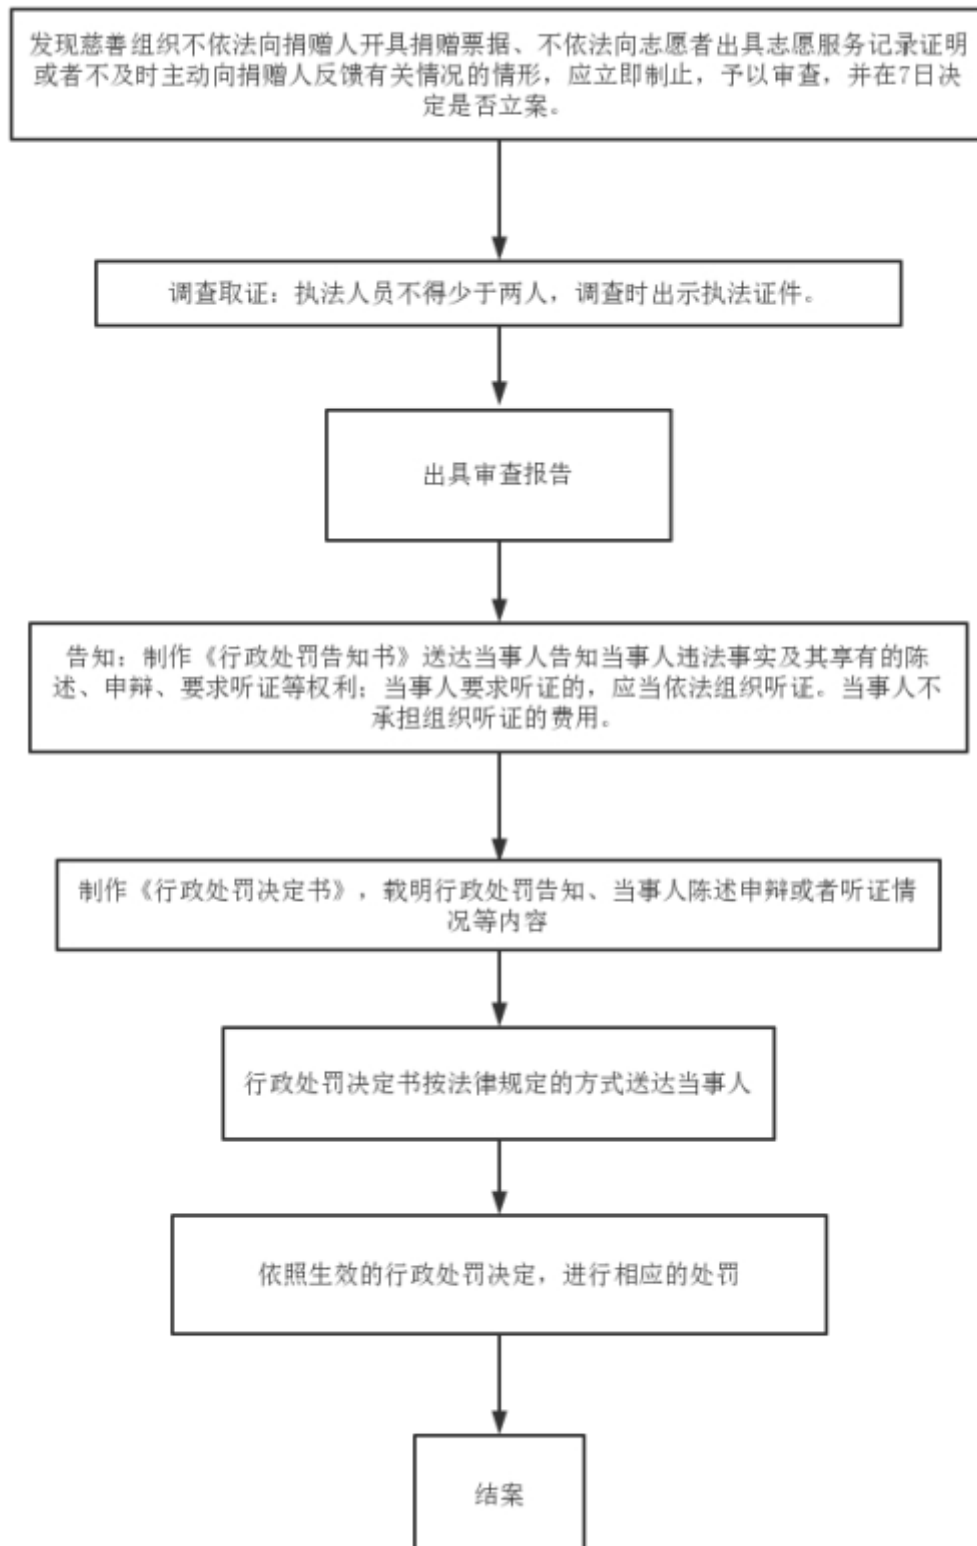 发现慈善组织不依法向捐赠人开具捐赠票据、不依法向志愿者出具志愿服务记录证明
或者不及时主动向捐赠人反馈有关情况的情形，应立即制止，予以审查，并在7日决
定是否立案。
调查取证：执法人员不得少于两人，调查时出示执法证件。
出具审查报告
告知：制作《行政处罚告知书》送达当事人告知当事人违法事实及其享有的陈
述、申辩、要求听证等权利；当事人要求听证的，应当依法组织听证。当事人不
承担组织听证的费用。
制作《行政处罚决定书》，载明行政处罚告知、当事人陈述申辩或者听证情
况等内容
行政处罚决定书按法律规定的方式送达当事人
依照生效的行政处罚决定，进行相应的处罚
结案